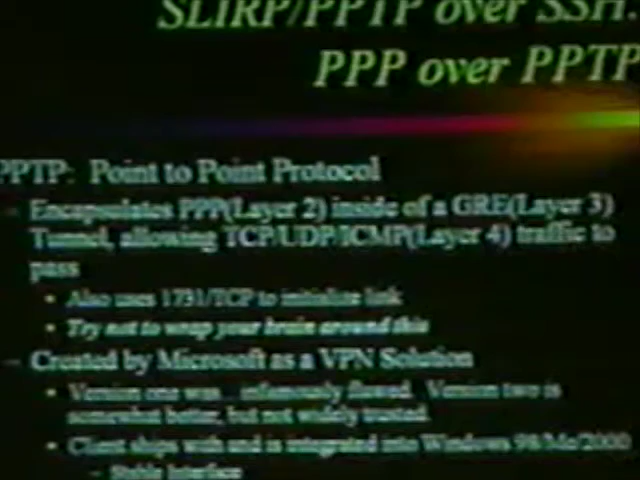 SLIRP/PPTP over SSH:
PPP over PPTP
PPTP: Point to Point Protocol
– Encapsulates PPP(Layer 2) inside of a GRE(Layer 3)
Tunnel, allowing TCP/UDP/ICMP(Layer 4) traffic to
pass
• Also uses 1731/TCP to initialize link
• Try not to wrap your brain around this
– Created by Microsoft as a VPN Solution
• Version one was...infamously flawed. Version two is
somewhat better, but not widely trusted.
• Client ships with and is integrated into Windows 98/Me/2000
– Stable Interface